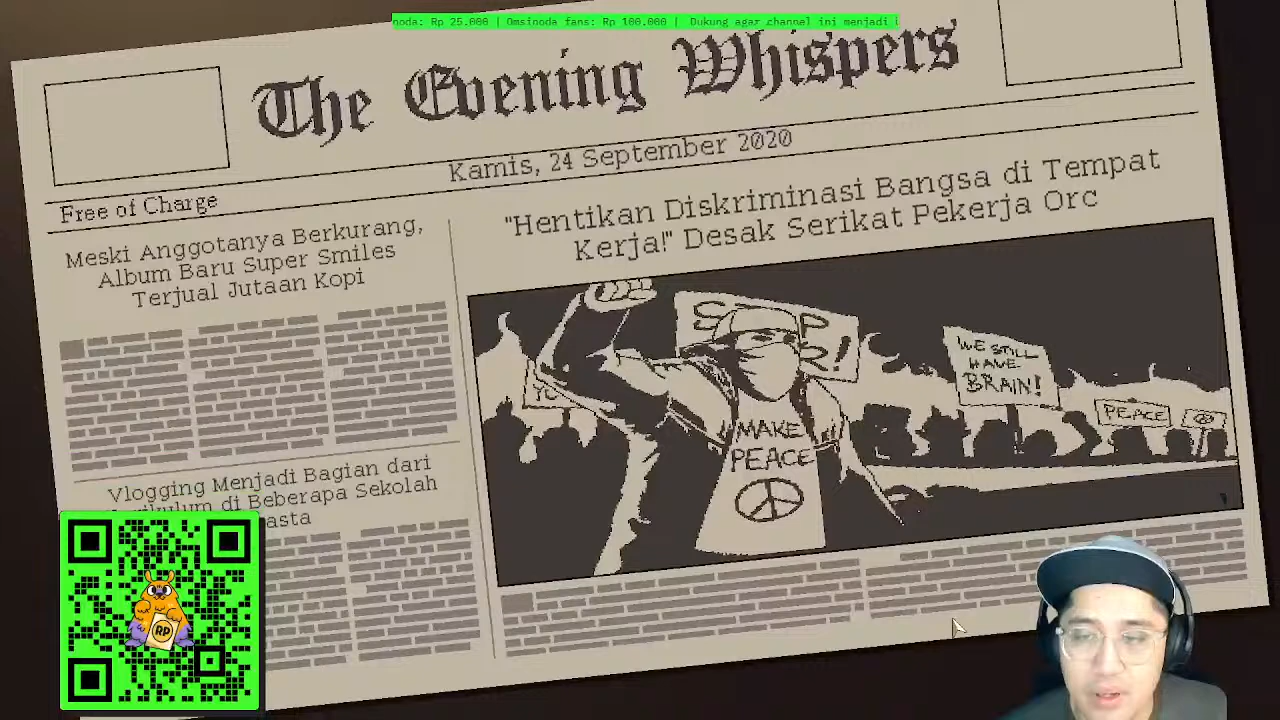 noda: Rp 25.000 | Omsinoda fans: Rp 100.000 | Dukung agar channel ini menjadi
The Evening Whispers
Kamis, 24 September 2020
Free of Charge
Meski Anggotanya Berkurang,
Album Baru Super Smiles
Terjual Jutaan Kopi
"Hentikan Diskriminasi Bangsa di Tempat
Kerja!" Desak Serikat Pekerja Orc
STOP
WE STILL
HAVE
BRAIN!
PEACE
MAKE
PEACE
Vlogging Menjadi Bagian dari
di Beberapa Sekolah
RP